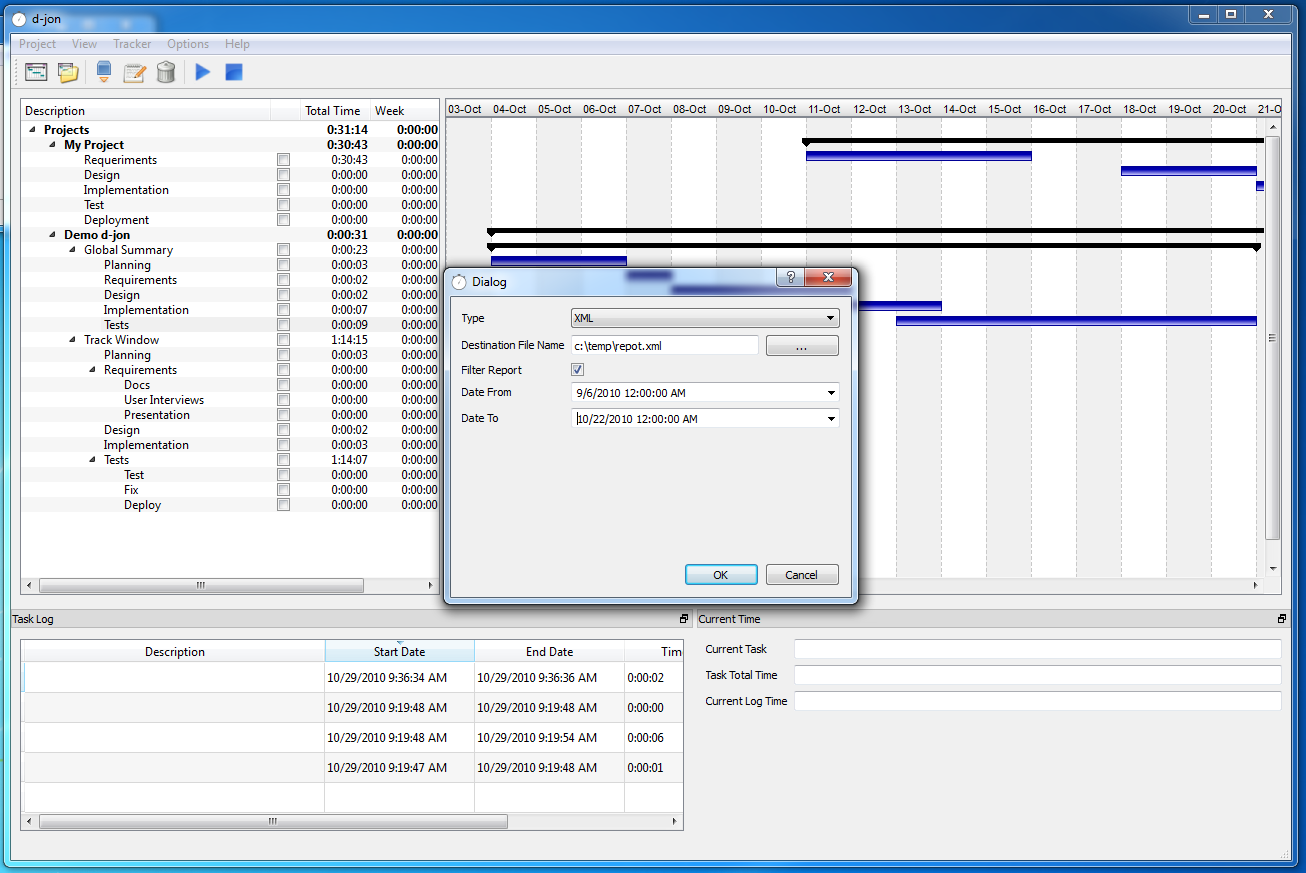 d-jon
Project View Tracker Options Help
Description Total Time Week
Projects 0:31:14 0:00:00
My Project 0:30:43 0:00:00
Requeriments 0:30:43 0:00:00
Design 0:00:00 0:00:00
Implementation 0:00:00 0:00:00
Test 0:00:00 0:00:00
Deployment 0:00:00 0:00:00
Demo d-jon 0:00:31 0:00:00
Global Summary 0:00:23 0:00:00
Planning 0:00:03 0:00:00
Requirements 0:00:02 0:00:00
Design 0:00:02 0:00:00
Implementation 0:00:07 0:00:00
Tests 0:00:09 0:00:00
Track Window 1:14:15 0:00:00
Planning 0:00:03 0:00:00
Requirements 0:00:00 0:00:00
Docs 0:00:00 0:00:00
User Interviews 0:00:00 0:00:00
Presentation 0:00:00 0:00:00
Design 0:00:02 0:00:00
Implementation 0:00:03 0:00:00
Tests 1:14:07 0:00:00
Test 0:00:00 0:00:00
Fix 0:00:00 0:00:00
Deploy 0:00:00 0:00:00
03-Oct 04-Oct 05-Oct 06-Oct 07-Oct 08-Oct 09-Oct 10-Oct 11-Oct 12-Oct 13-Oct 14-Oct 15-Oct 16-Oct 17-Oct 18-Oct 19-Oct 20-Oct 21-O
Dialog
Type XML
Destination File Name c:\temp\repot.xml ...
Filter Report
Date From 9/6/2010 12:00:00 AM
Date To 10/22/2010 12:00:00 AM
OK Cancel
Task Log
Description Start Date End Date Tim
10/29/2010 9:36:34 AM 10/29/2010 9:36:36 AM 0:00:02
10/29/2010 9:19:48 AM 10/29/2010 9:19:48 AM 0:00:00
10/29/2010 9:19:48 AM 10/29/2010 9:19:54 AM 0:00:06
10/29/2010 9:19:47 AM 10/29/2010 9:19:48 AM 0:00:01
Current Time
Current Task
Task Total Time
Current Log Time